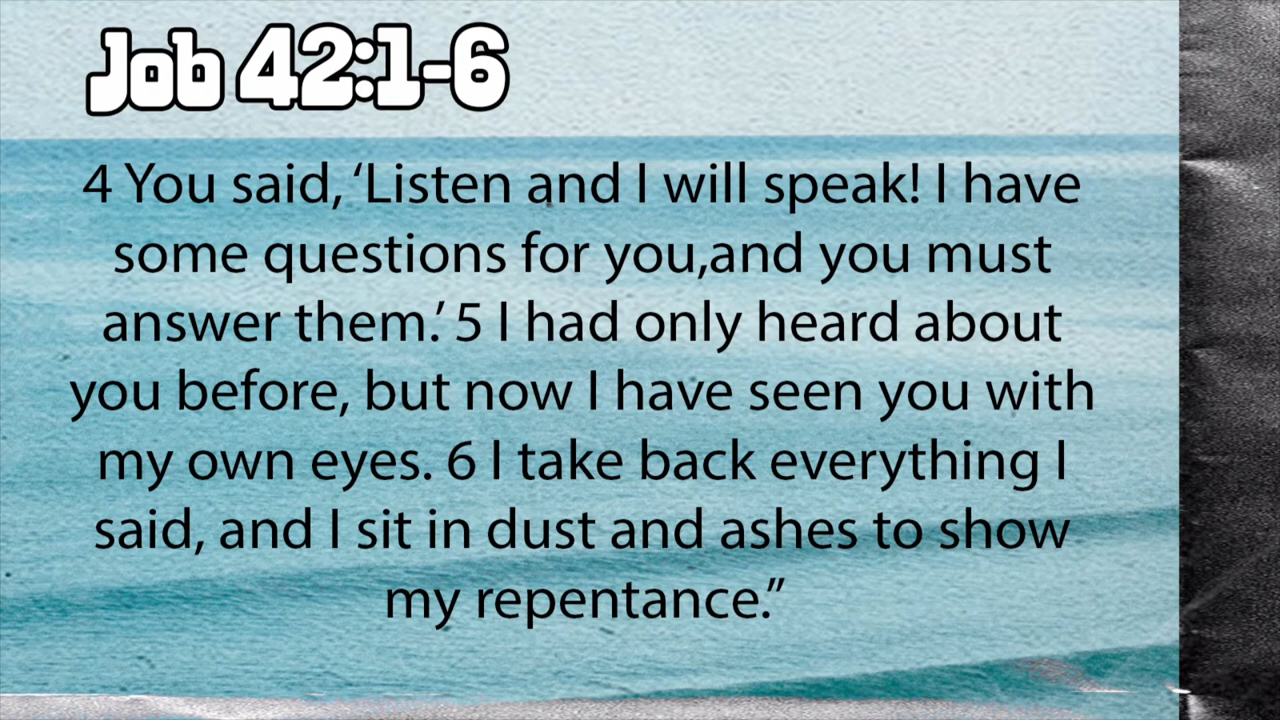 Job 42:1-6
4 You said, ‘Listen and I will speak! I have
some questions for you,and you must
answer them.’ 5 I had only heard about
you before, but now I have seen you with
my own eyes. 6 I take back everything I
said, and I sit in dust and ashes to show
my repentance.”